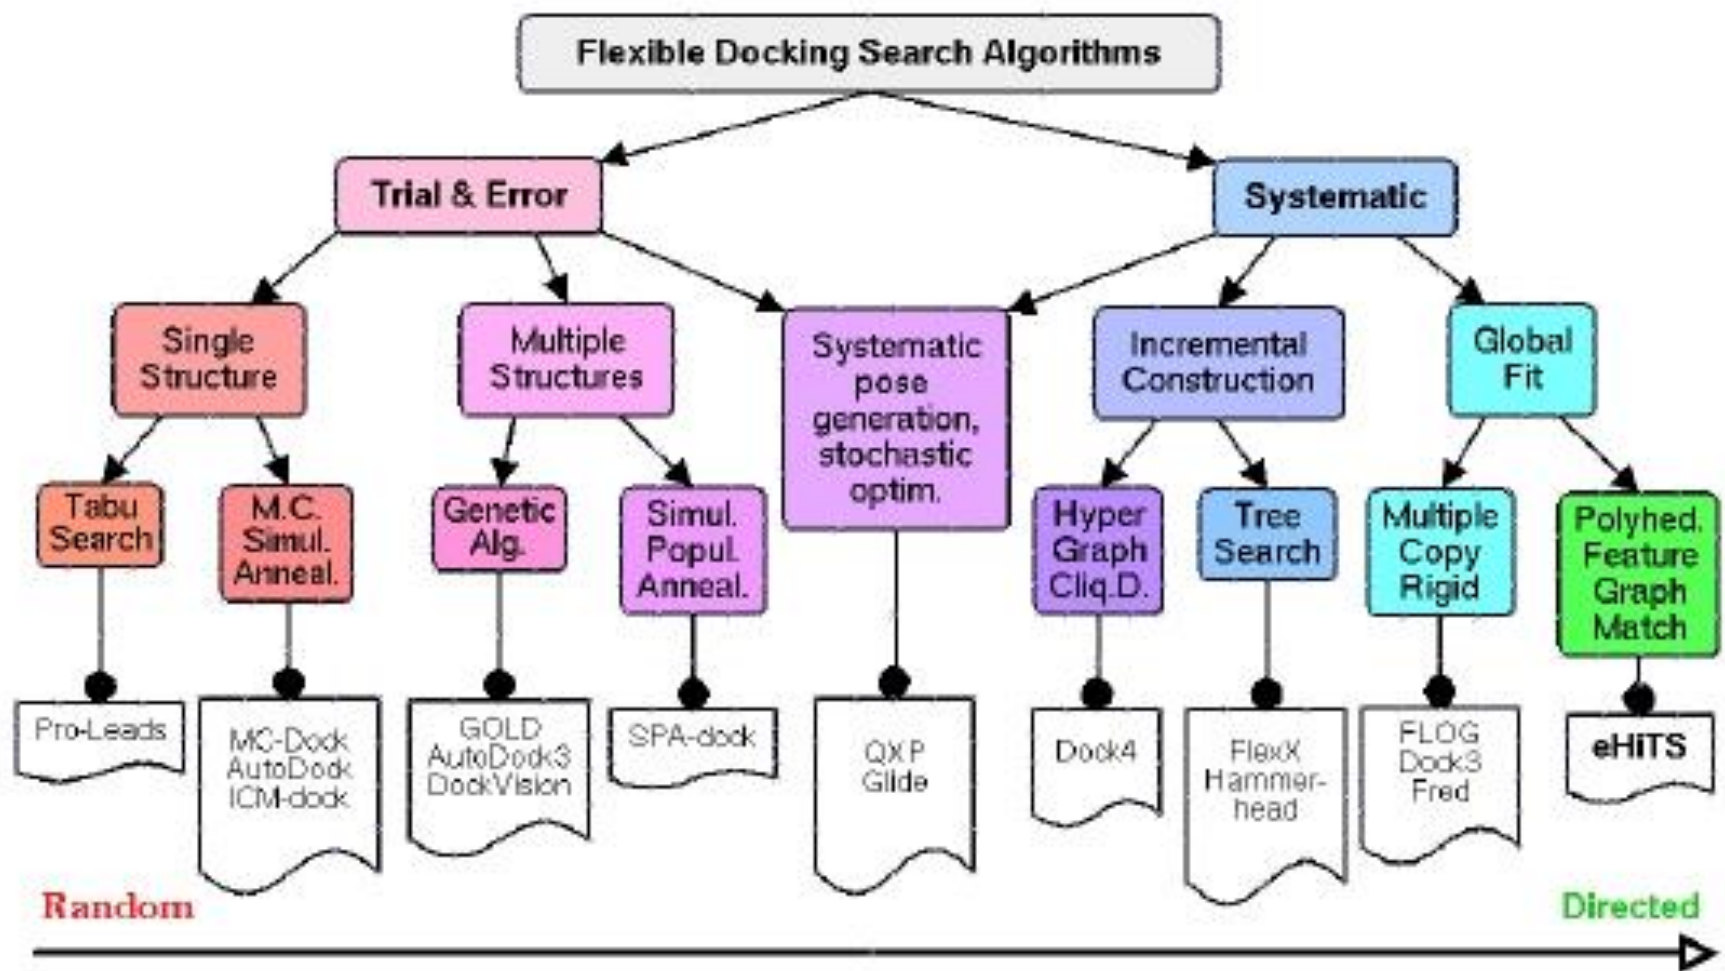 Flexible Docking Search Algorithms
Trial & Error
Systematic
Single
Structure
Multiple
Structures
Systematic
pose
generation,
stochastic
optim.
Incremental
Construction
Global
Fit
Tabu
Search
M.C.
Simul.
Anneal.
Genetic
Alg.
Simul.
Popul.
Anneal.
Hyper
Graph
Cliq.D.
Tree
Search
Multiple
Copy
Rigid
Polyhed.
Feature
Graph
Match
Pro-Leads
MC-Dock
AutoDock
ICM-dock
GOLD
AutoDock3
DockVision
SPA-dock
QXP
Glide
Dock4
FlexX
Hammer-
head
FLOG
Dock3
Fred
eHiTS
Random
Directed